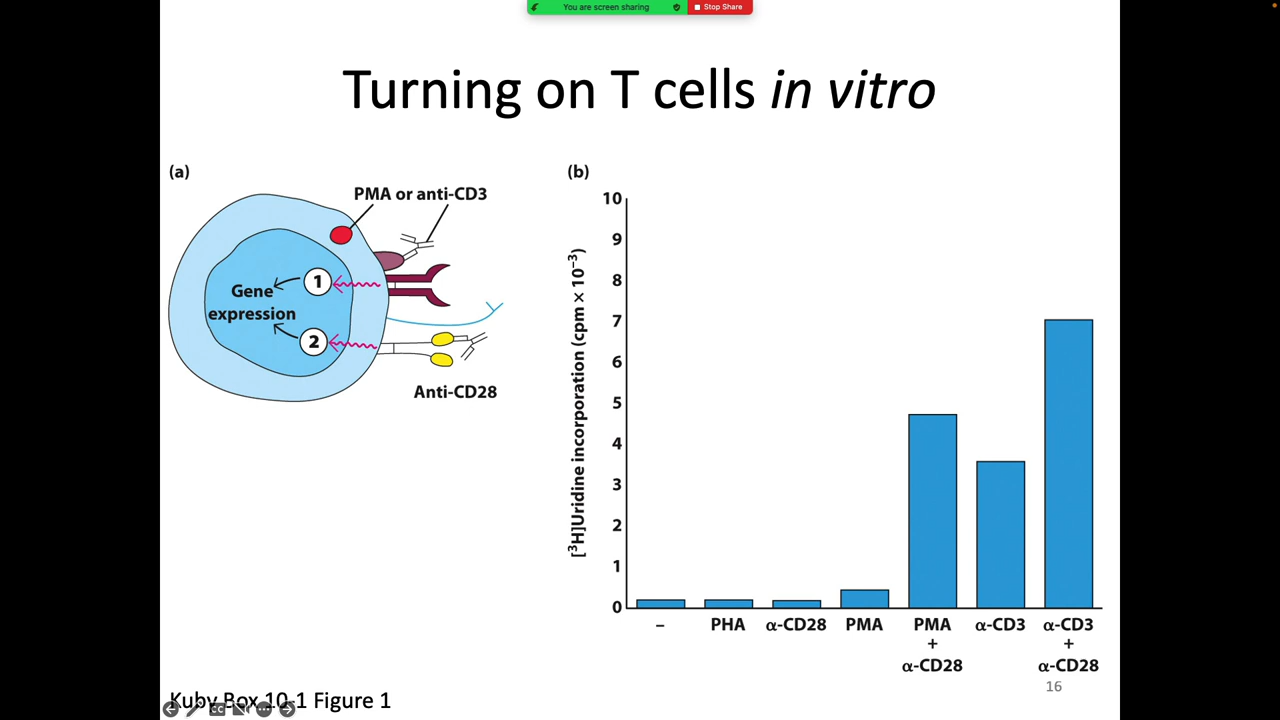 You are screen sharing
Stop Share
Turning on T cells in vitro
(a)
PMA or anti-CD3
1
Gene
expression
2
Anti-CD28
(b)
[³H]Uridine incorporation (cpm × 10⁻³)
10
9
8
7
6
5
4
3
2
1
0
– PHA α-CD28 PMA PMA α-CD3 α-CD3
+ +
α-CD28 α-CD28
16
Kuby Box 10-1 Figure 1
CC